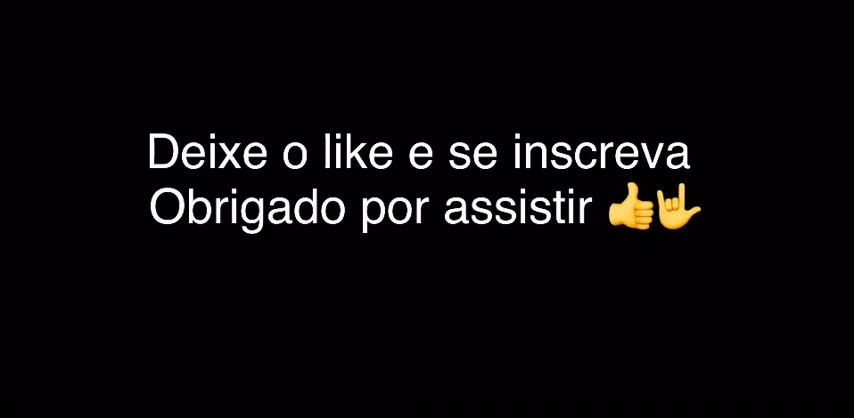 Deixe o like e se inscreva
Obrigado por assistir 👍🤟